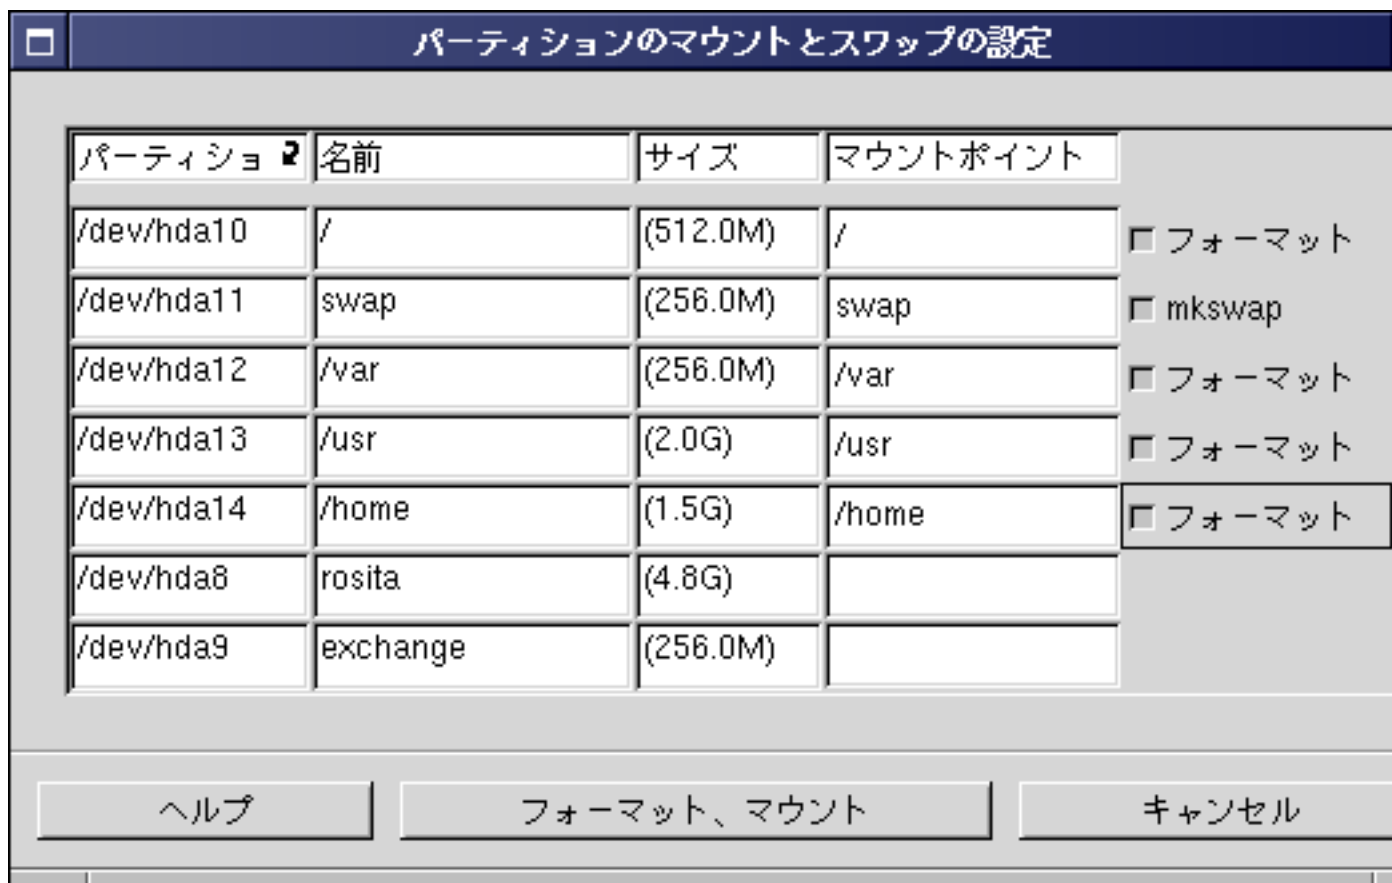 パーティションのマウントとスワップの設定
パーティショ 名前 サイズ マウントポイント
/dev/hda10 / (512.0M) / フォーマット
/dev/hda11 swap (256.0M) swap mkswap
/dev/hda12 /var (256.0M) /var フォーマット
/dev/hda13 /usr (2.0G) /usr フォーマット
/dev/hda14 /home (1.5G) /home フォーマット
/dev/hda8 rosita (4.8G)
/dev/hda9 exchange (256.0M)
ヘルプ フォーマット、マウント キャンセル